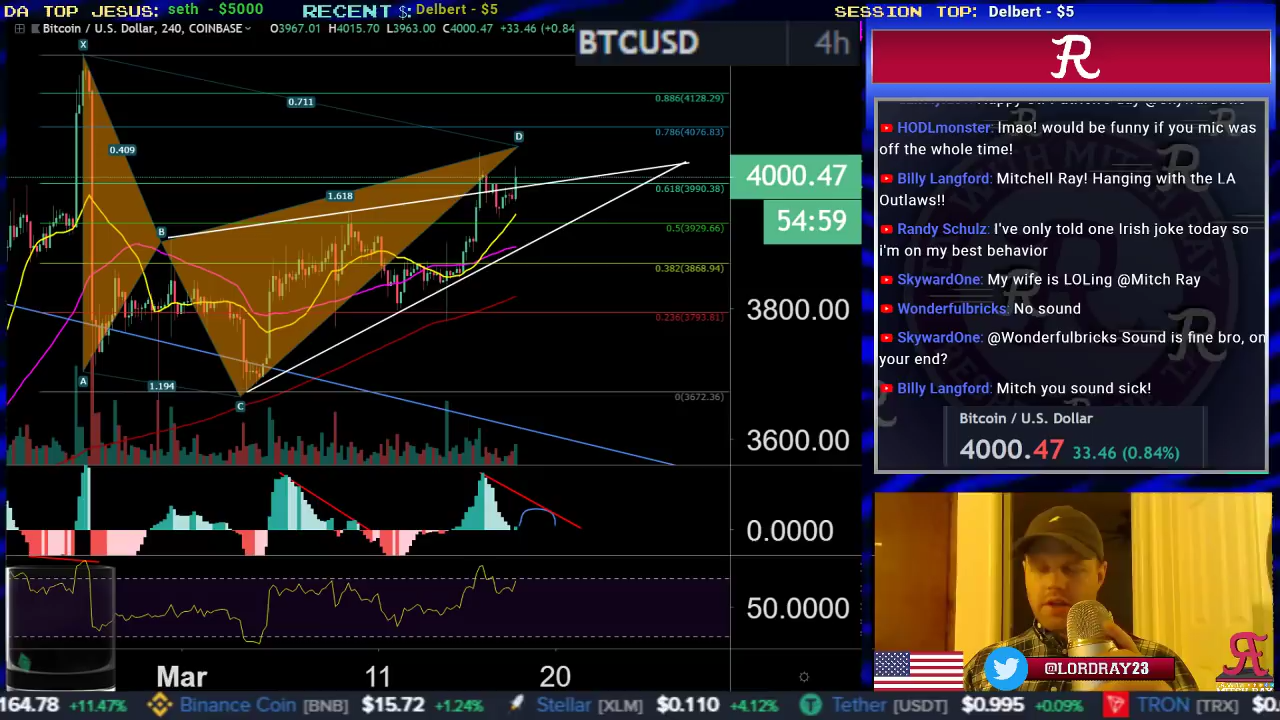 DA TOP JESUS: seth - $5000
RECENT $: Delbert - $5
SESSION TOP: Delbert - $5
Bitcoin / U.S. Dollar, 240, COINBASE
O3967.01 H4015.70 L3963.00 C4000.47 +33.46 (+0.84
BTCUSD 4h
X
0.886(4128.29)
0.711
0.786(4076.83)
D
0.409
4000.47
0.618(3990.38)
1.618
54:59
B
0.5(3929.66)
0.382(3868.94)
3800.00
0.236(3793.81)
A
1.194
0(3672.36)
C
3600.00
0.0000
50.0000
Mar 11 20
R
HODLmonster: lmao! would be funny if you mic was
off the whole time!
Billy Langford: Mitchell Ray! Hanging with the LA
Outlaws!!
Randy Schulz: I've only told one Irish joke today so
i'm on my best behavior
SkywardOne: My wife is LOLing @Mitch Ray
Wonderfulbricks: No sound
SkywardOne: @Wonderfulbricks Sound is fine bro, on
your end?
Billy Langford: Mitch you sound sick!
Bitcoin / U.S. Dollar
4000.47 33.46 (0.84%)
@LORDRAY23
MITCH RAY
164.78 +11.47% Binance Coin [BNB] $15.72 +1.24% Stellar [XLM] $0.110 +4.12% Tether [USDT] $0.995 +0.09% TRON [TRX] $0.